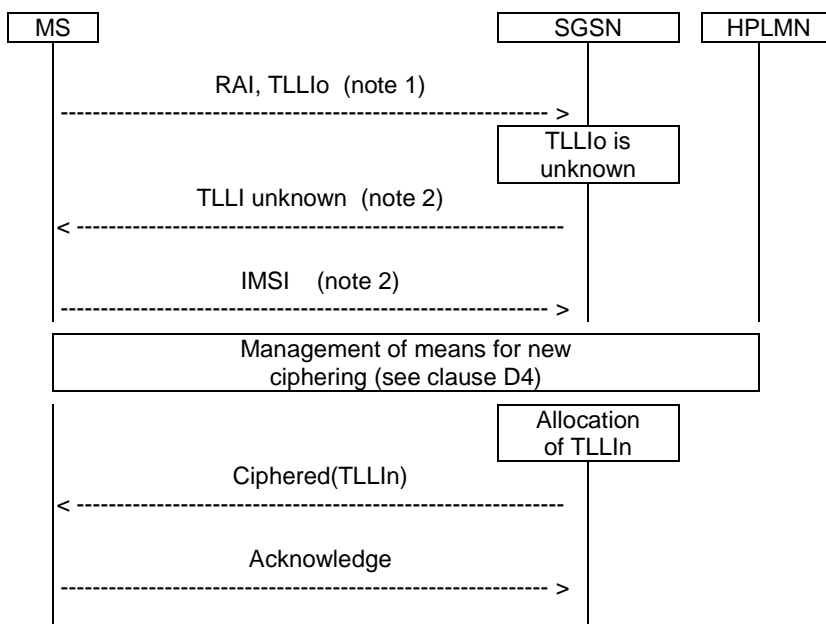 MS SGSN HPLMN
RAI, TLLIo (note 1)
------------------------------------------------------------- >
TLLIo is
unknown
TLLI unknown (note 2)
< -------------------------------------------------------------
IMSI (note 2)
------------------------------------------------------------- >
Management of means for new
ciphering (see clause D4)
Allocation
of TLLIn
Ciphered(TLLIn)
< -------------------------------------------------------------
Acknowledge
------------------------------------------------------------- >